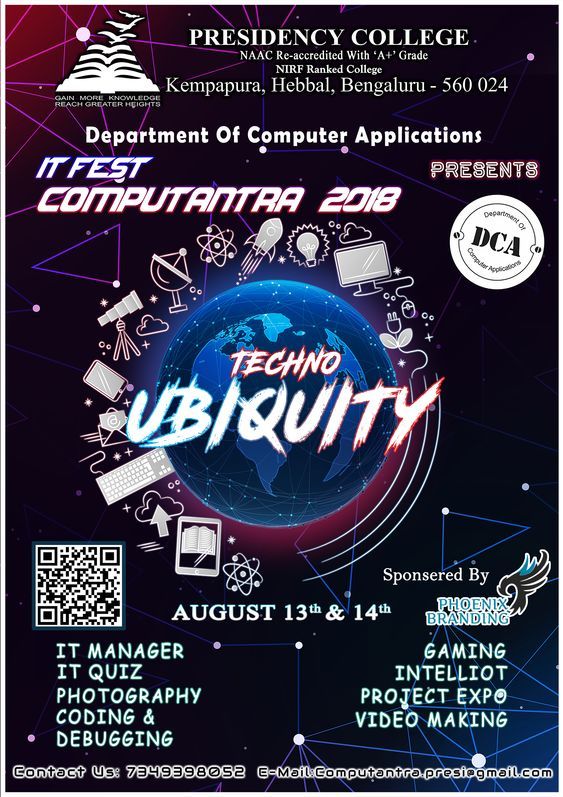 PRESIDENCY COLLEGE
NAAC Re-accredited With 'A+' Grade
NIRF Ranked College
Kempapura, Hebbal, Bengaluru - 560 024
GAIN MORE KNOWLEDGE
REACH GREATER HEIGHTS
Department Of Computer Applications
IT FEST
PRESENTS
COMPUTANTRA 2018
Department Of
DCA
Computer Applications
TECHNO
UBIQUITY
Sponsered By
PHOENIX
BRANDING
AUGUST 13th & 14th
IT MANAGER
IT QUIZ
PHOTOGRAPHY
CODING &
DEBUGGING
GAMING
INTELLIOT
PROJECT EXPO
VIDEO MAKING
Contact Us: 7349398052 E-Mail:Computantra.presi@gmail.com